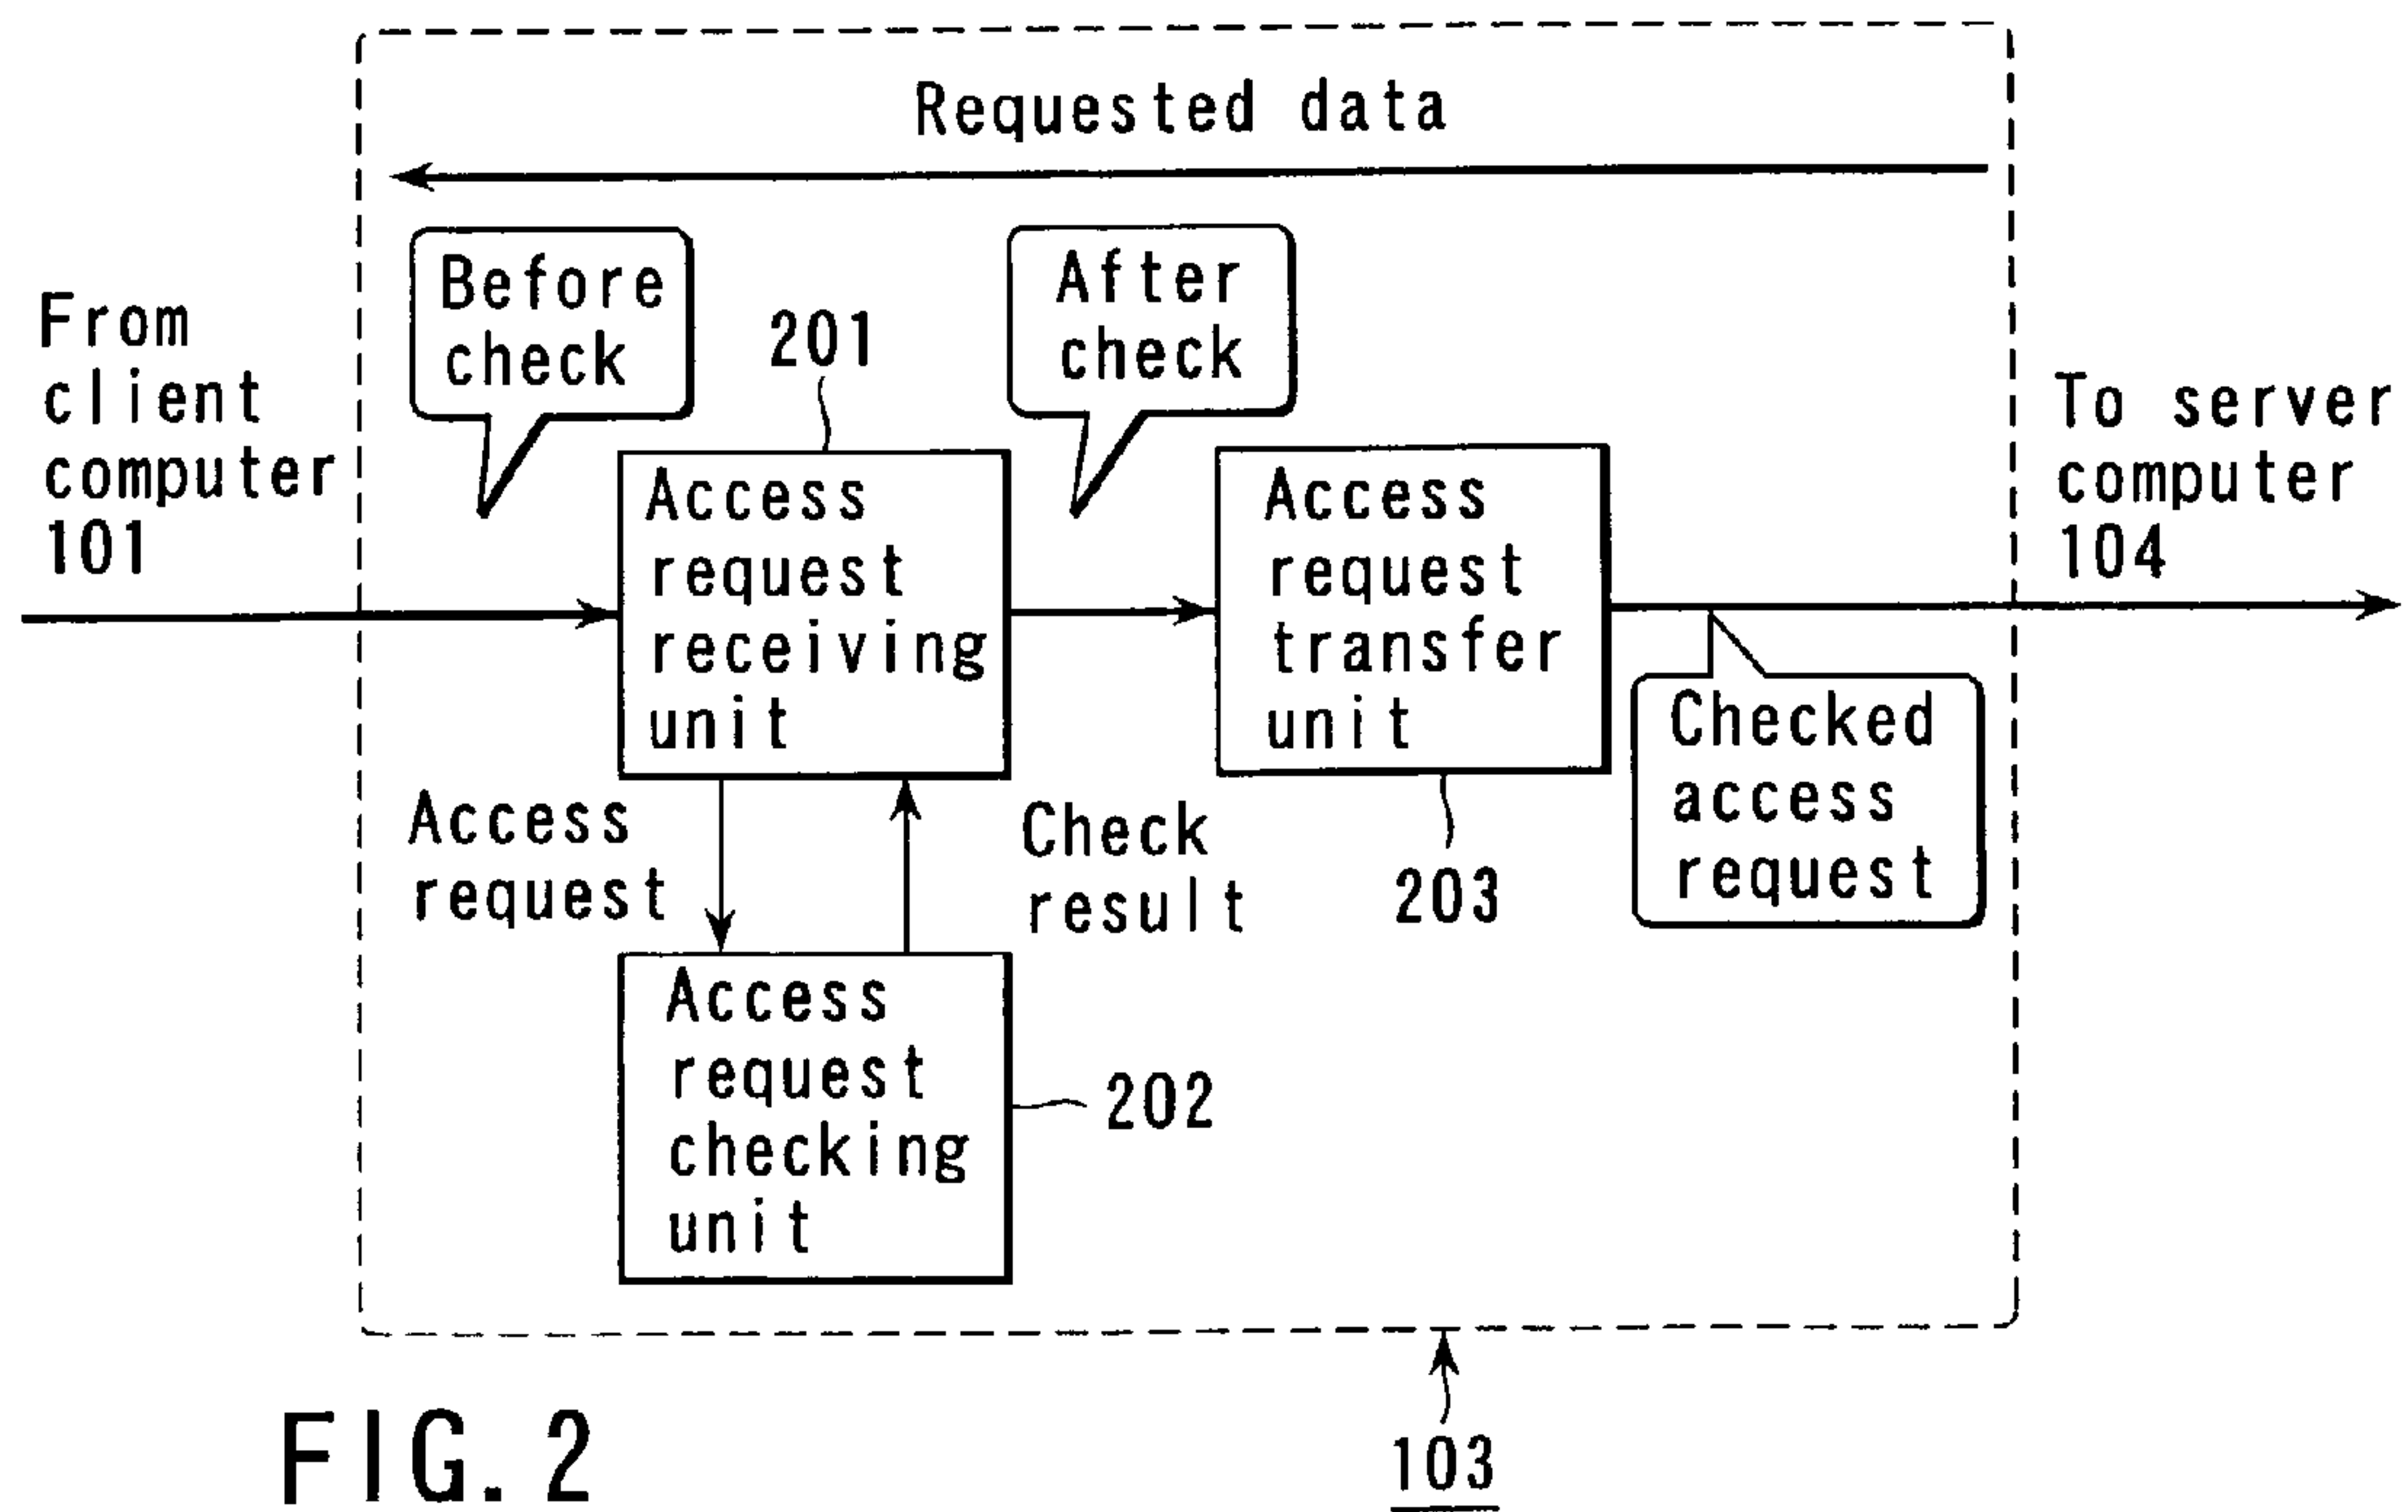 Requested data
Before
check
After
check
From
client
computer
101
201
To server
computer
104
Access
request
receiving
unit
Access
request
transfer
unit
Checked
access
request
Access
request
Check
result
203
Access
request
checking
unit
202
103
FIG. 2